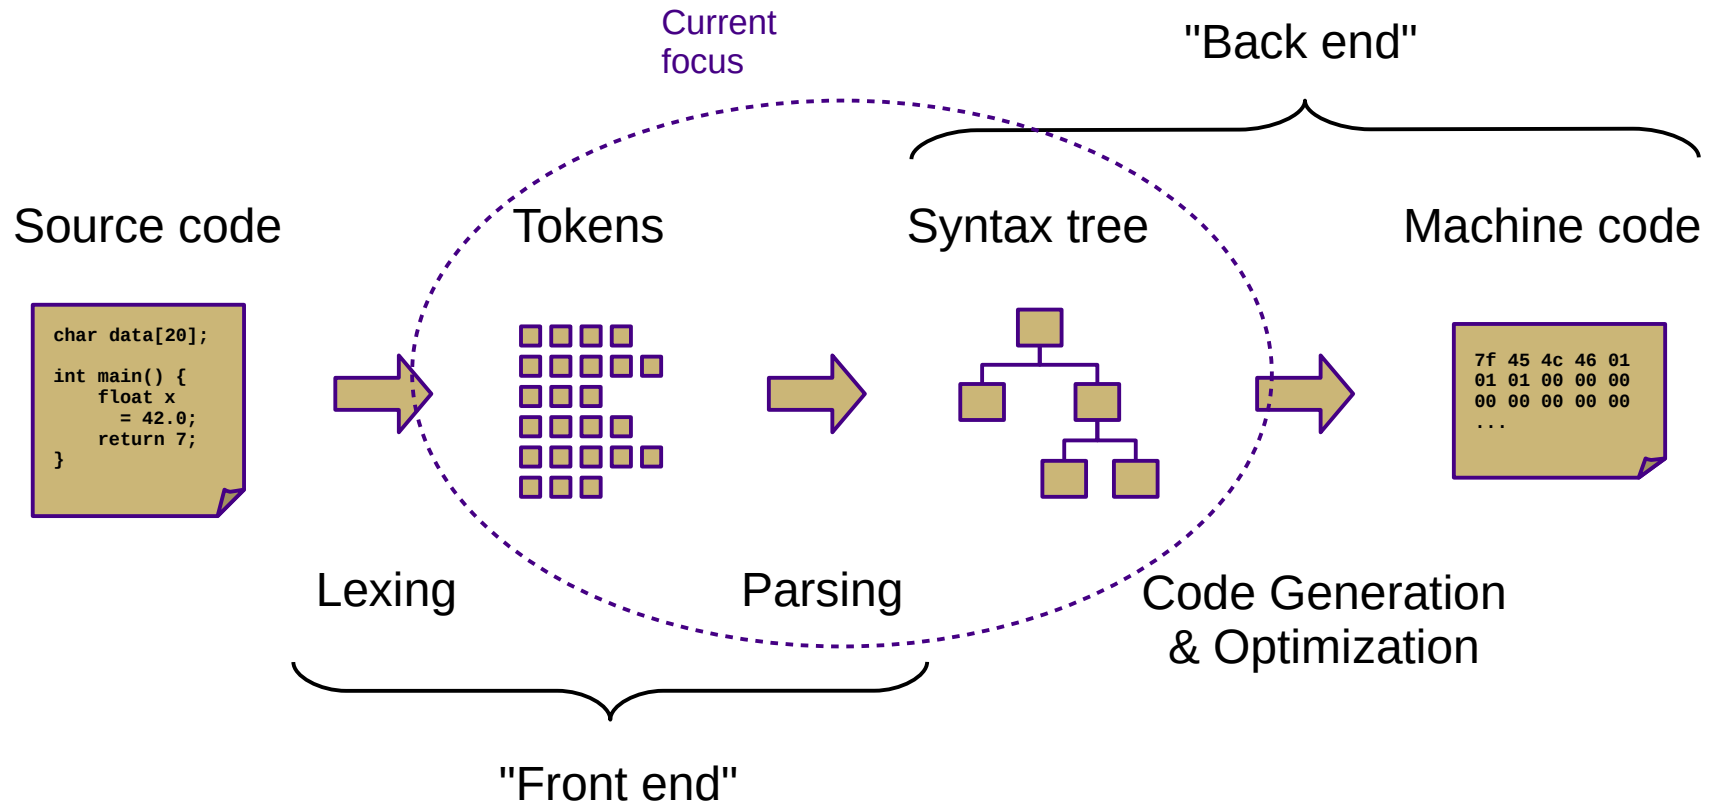 Current
focus
"Back end"
Source code
Tokens
Syntax tree
Machine code
char data[20];
int main() {
float x
= 42.0;
return 7;
}
7f 45 4c 46 01
01 01 00 00 00
00 00 00 00 00
...
Lexing
Parsing
Code Generation
& Optimization
"Front end"